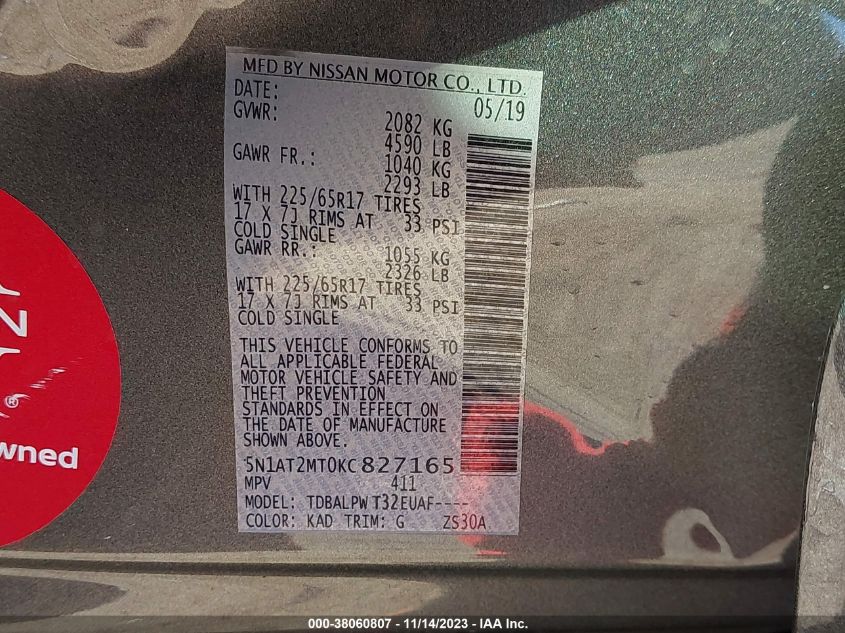 MFD BY NISSAN MOTOR CO., LTD.
DATE: 05/19
GVWR: 2082 KG
4590 LB
GAWR FR.: 1040 KG
2293 LB
WITH 225/65R17 TIRES
17 X 7J RIMS AT 33 PSI
COLD SINGLE
GAWR RR.: 1055 KG
2326 LB
WITH 225/65R17 TIRES
17 X 7J RIMS AT 33 PSI
COLD SINGLE
THIS VEHICLE CONFORMS TO
ALL APPLICABLE FEDERAL
MOTOR VEHICLE SAFETY AND
THEFT PREVENTION
STANDARDS IN EFFECT ON
THE DATE OF MANUFACTURE
SHOWN ABOVE.
5N1AT2MT0KC827165
MPV 411
MODEL: TDBALPW T32EUAF----
COLOR: KAD TRIM: G ZS30A
®
000-38060807 - 11/14/2023 - IAA Inc.